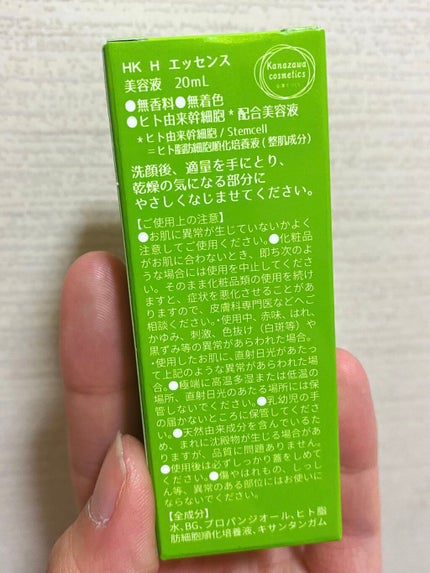 HK H エッセンス
美容液 20mL
Kanazawa
cosmetics
●無香料●無着色
●ヒト由来幹細胞*配合美容液
*ヒト由来幹細胞 / Stemcell
=ヒト脂肪細胞順化培養液(整肌成分)
洗顔後、適量を手にとり、
乾燥の気になる部分に
やさしくなじませてください。
【ご使用上の注意】
●お肌に異常が生じていないかよく
注意してご使用ください。●化粧品
がお肌に合わないとき、即ち次のよ
うな場合には使用を中止してくださ
い。そのまま化粧品類の使用を続け
ますと、症状を悪化させることがあ
りますので、皮膚科専門医などへご
相談ください。・使用中、赤味、はれ、
かゆみ、刺激、色抜け（白斑等）や
黒ずみ等の異常があらわれた場合。
・使用したお肌に、直射日光があたっ
て上記のような異常があらわれた場
合。●極端に高温多湿または低温の
場所、直射日光のあたる場所には保
管しないでください。●乳幼児の手
の届かないところに保管してくださ
い。●天然由来成分を含んでいるた
め、まれに沈殿物が生じる場合があ
りますが、品質に問題ありません。
●使用後は必ずしっかり蓋をしめて
ください。●傷やはれもの、しっし
ん等、異常のある部位にはお使いに
ならないでください。
【全成分】
水、BG、プロパンジオール、ヒト脂
肪細胞順化培養液、キサンタンガム